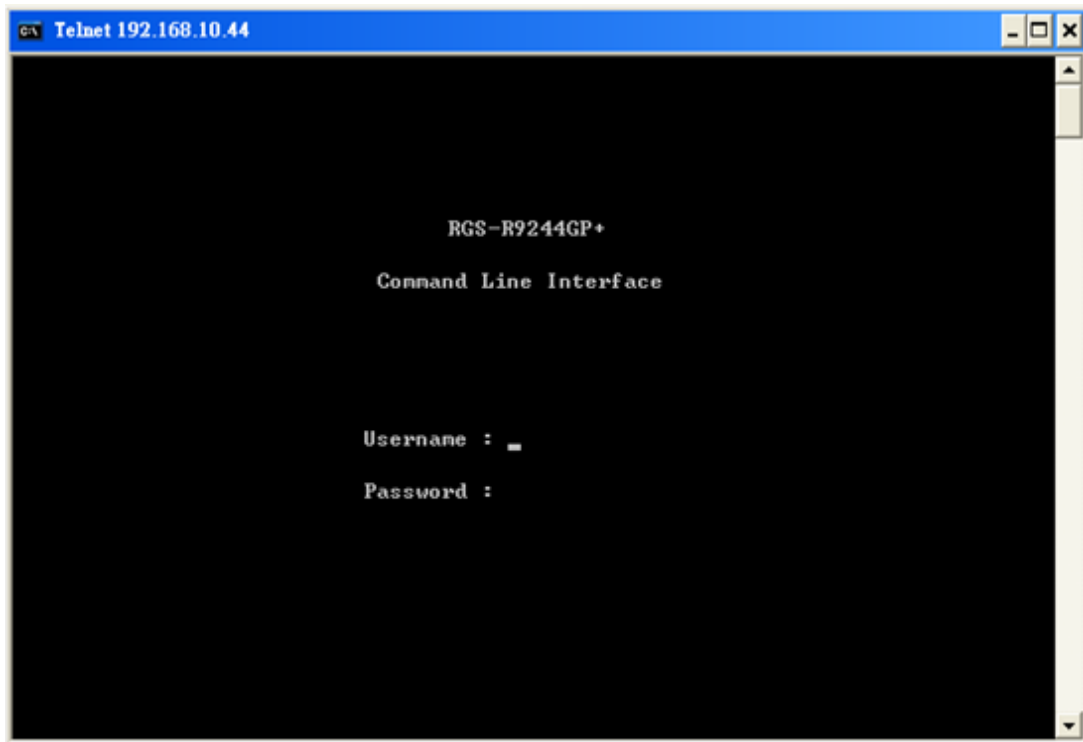 Telnet 192.168.10.44
RGS-R9244GP+
Command Line Interface
Username :
Password :